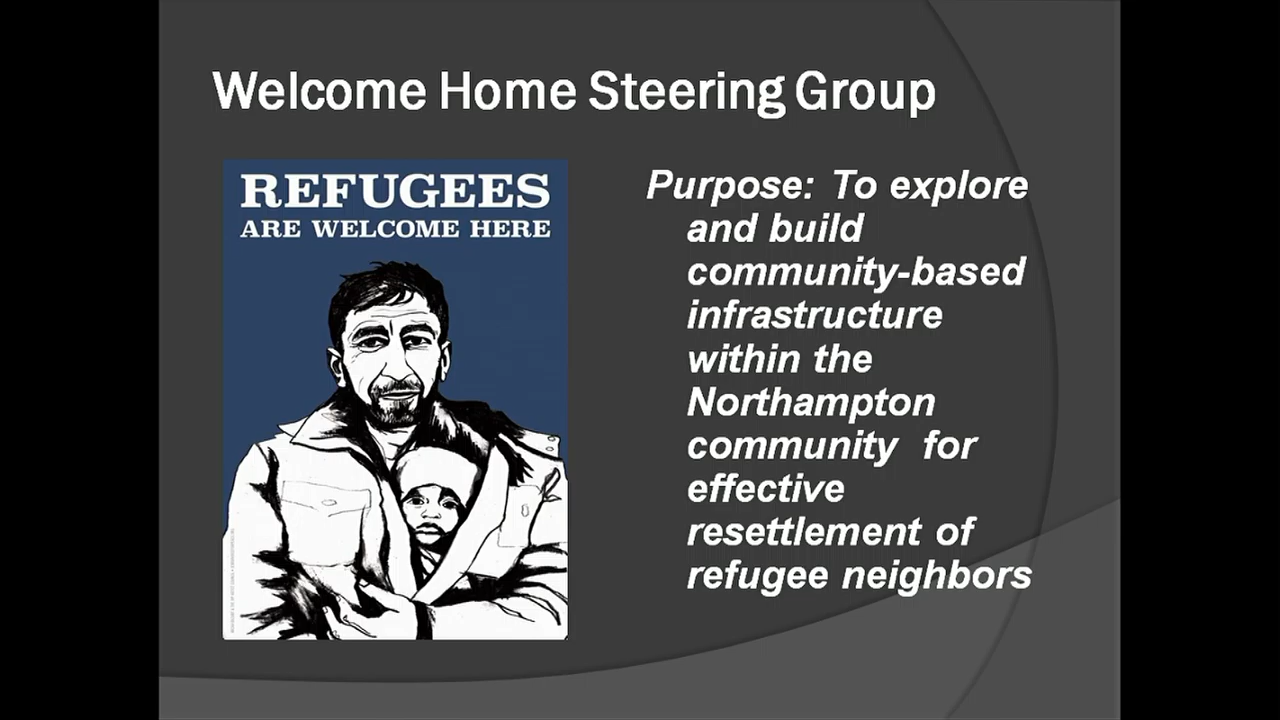 Welcome Home Steering Group
REFUGEES
ARE WELCOME HERE
Purpose: To explore
and build
community-based
infrastructure
within the
Northampton
community for
effective
resettlement of
refugee neighbors